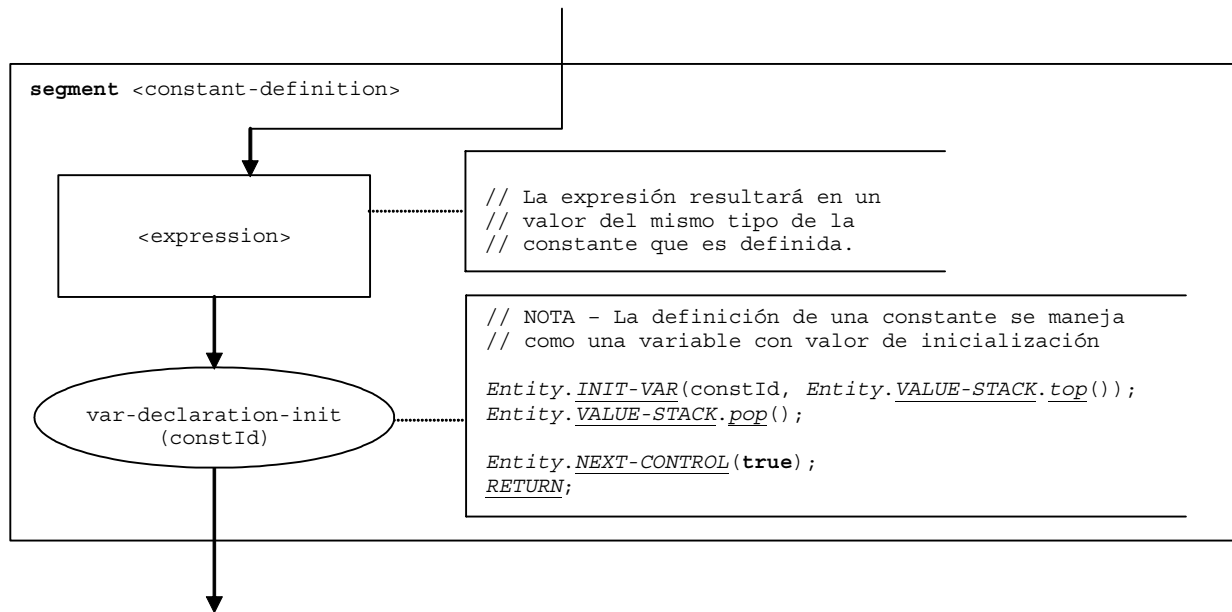 segment <constant-definition>
<expression>
// La expresión resultará en un
// valor del mismo tipo de la
// constante que es definida.
var-declaration-init
(constId)
// NOTA – La definición de una constante se maneja
// como una variable con valor de inicialización
Entity.INIT-VAR(constId, Entity.VALUE-STACK.top());
Entity.VALUE-STACK.pop();
Entity.NEXT-CONTROL(true);
RETURN;